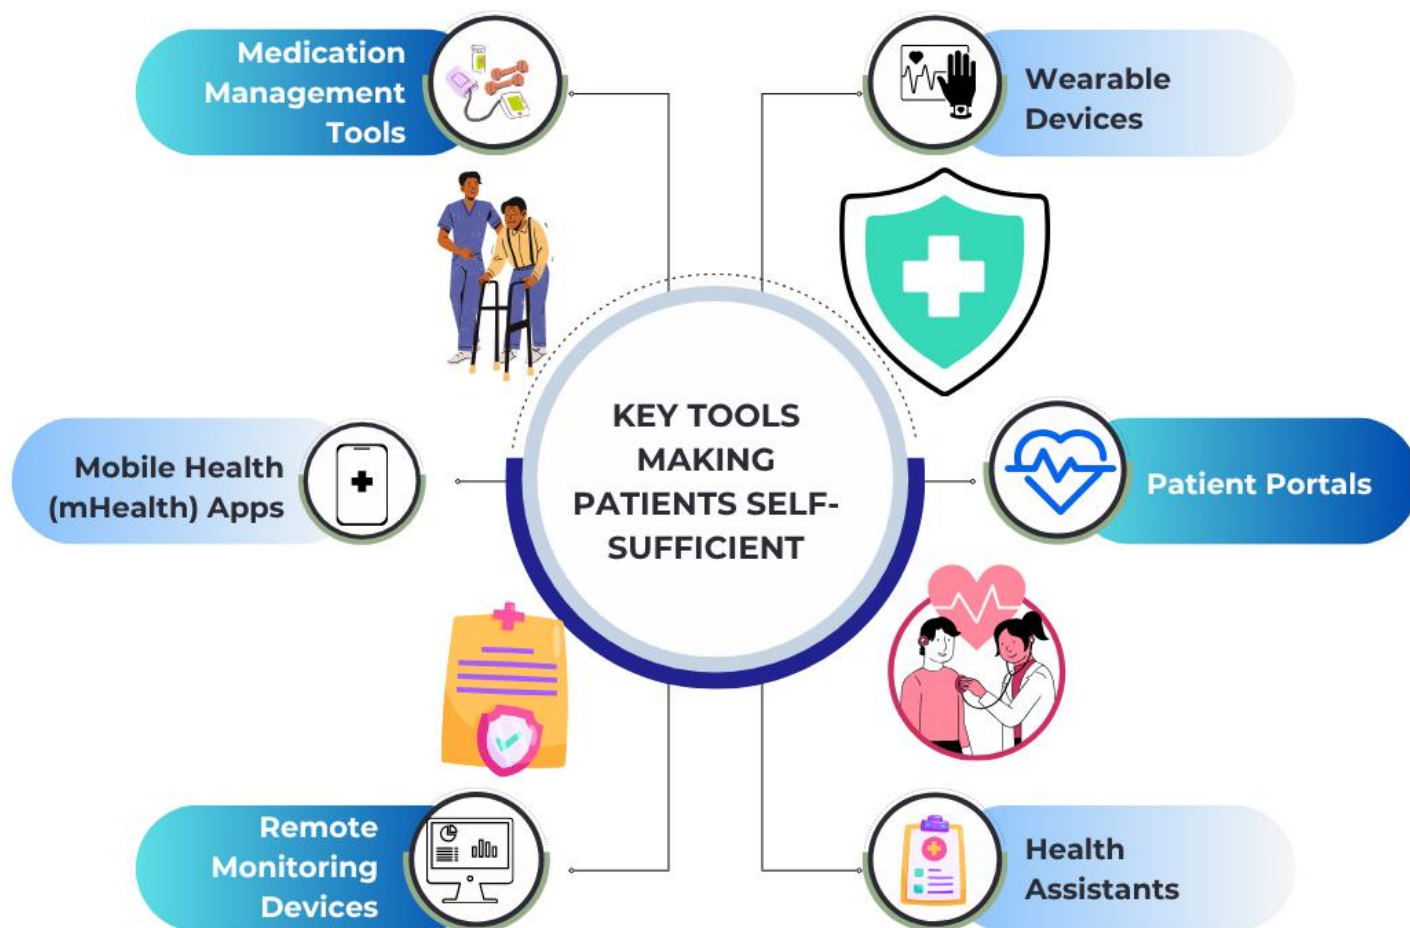 Medication
Management
Tools
Wearable
Devices
KEY TOOLS
MAKING
PATIENTS SELF-
SUFFICIENT
Mobile Health
(mHealth) Apps
Patient Portals
Remote
Monitoring
Devices
Health
Assistants